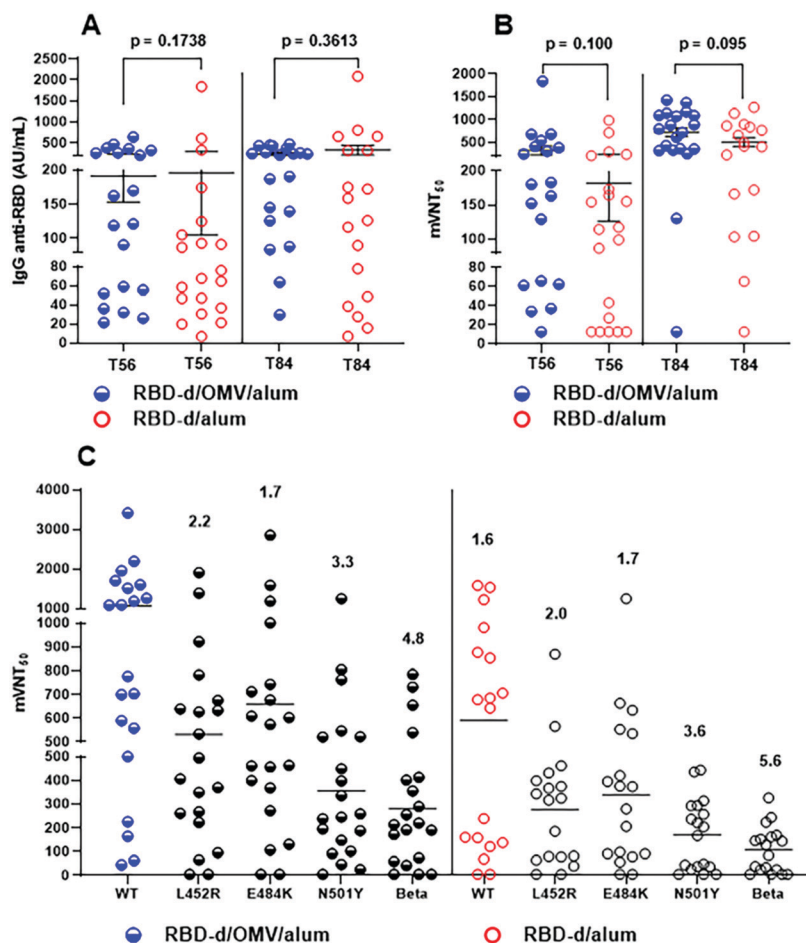 A
p = 0.1738
p = 0.3613
IgG anti-RBD (AU/mL)
2500
2000
1500
1000
500
200
150
100
80
60
40
20
0
T56
T56
T84
T84
RBD-d/OMV/alum
RBD-d/alum
B
p = 0.100
p = 0.095
mVNT50
2000
1500
1000
500
200
150
100
80
60
40
20
0
T56
T56
T84
T84
RBD-d/OMV/alum
RBD-d/alum
C
mVNT50
4000
3000
2000
1000
900
800
700
600
500
500
400
300
200
100
0
2.2
1.7
3.3
4.8
1.6
2.0
1.7
3.6
5.6
WT
L452R
E484K
N501Y
Beta
WT
L452R
E484K
N501Y
Beta
RBD-d/OMV/alum
RBD-d/alum